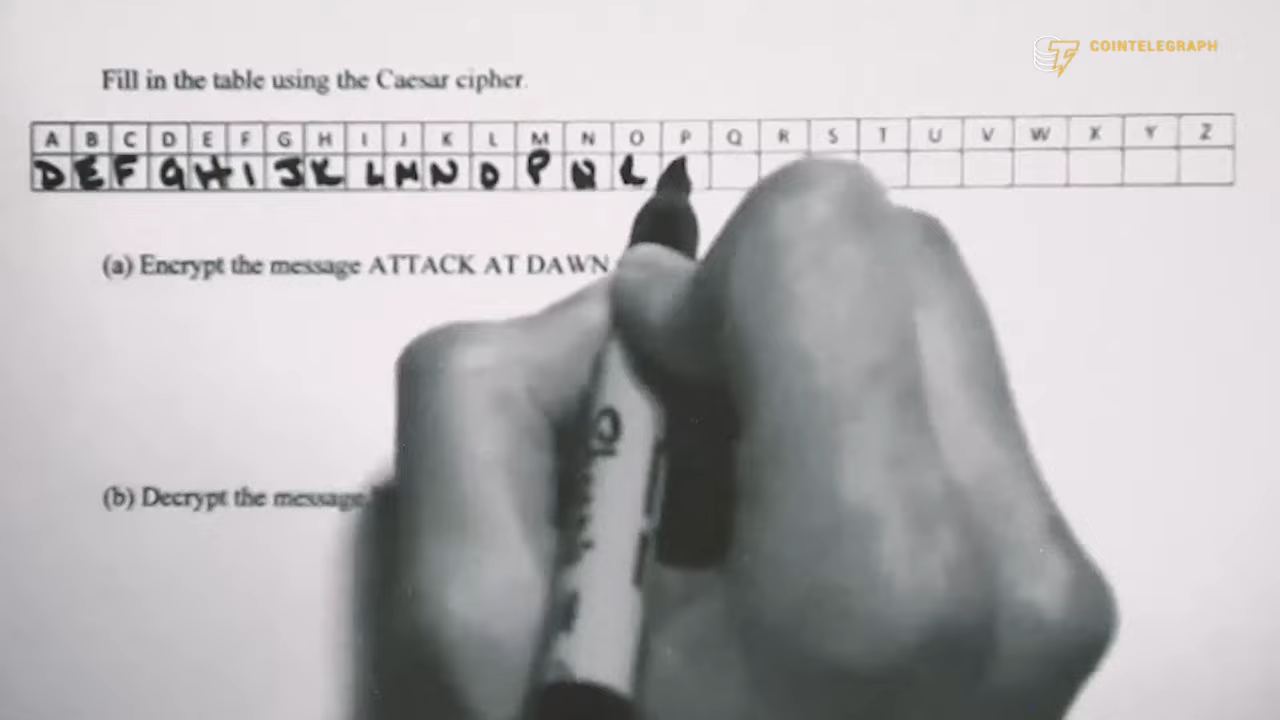 COINTELEGRAPH
Fill in the table using the Caesar cipher.
A B C D E F G H I J K L M N O P Q R S T U V W X Y Z
D E F G H I J K L M N O P
(a) Encrypt the message ATTACK AT DAWN
(b) Decrypt the message